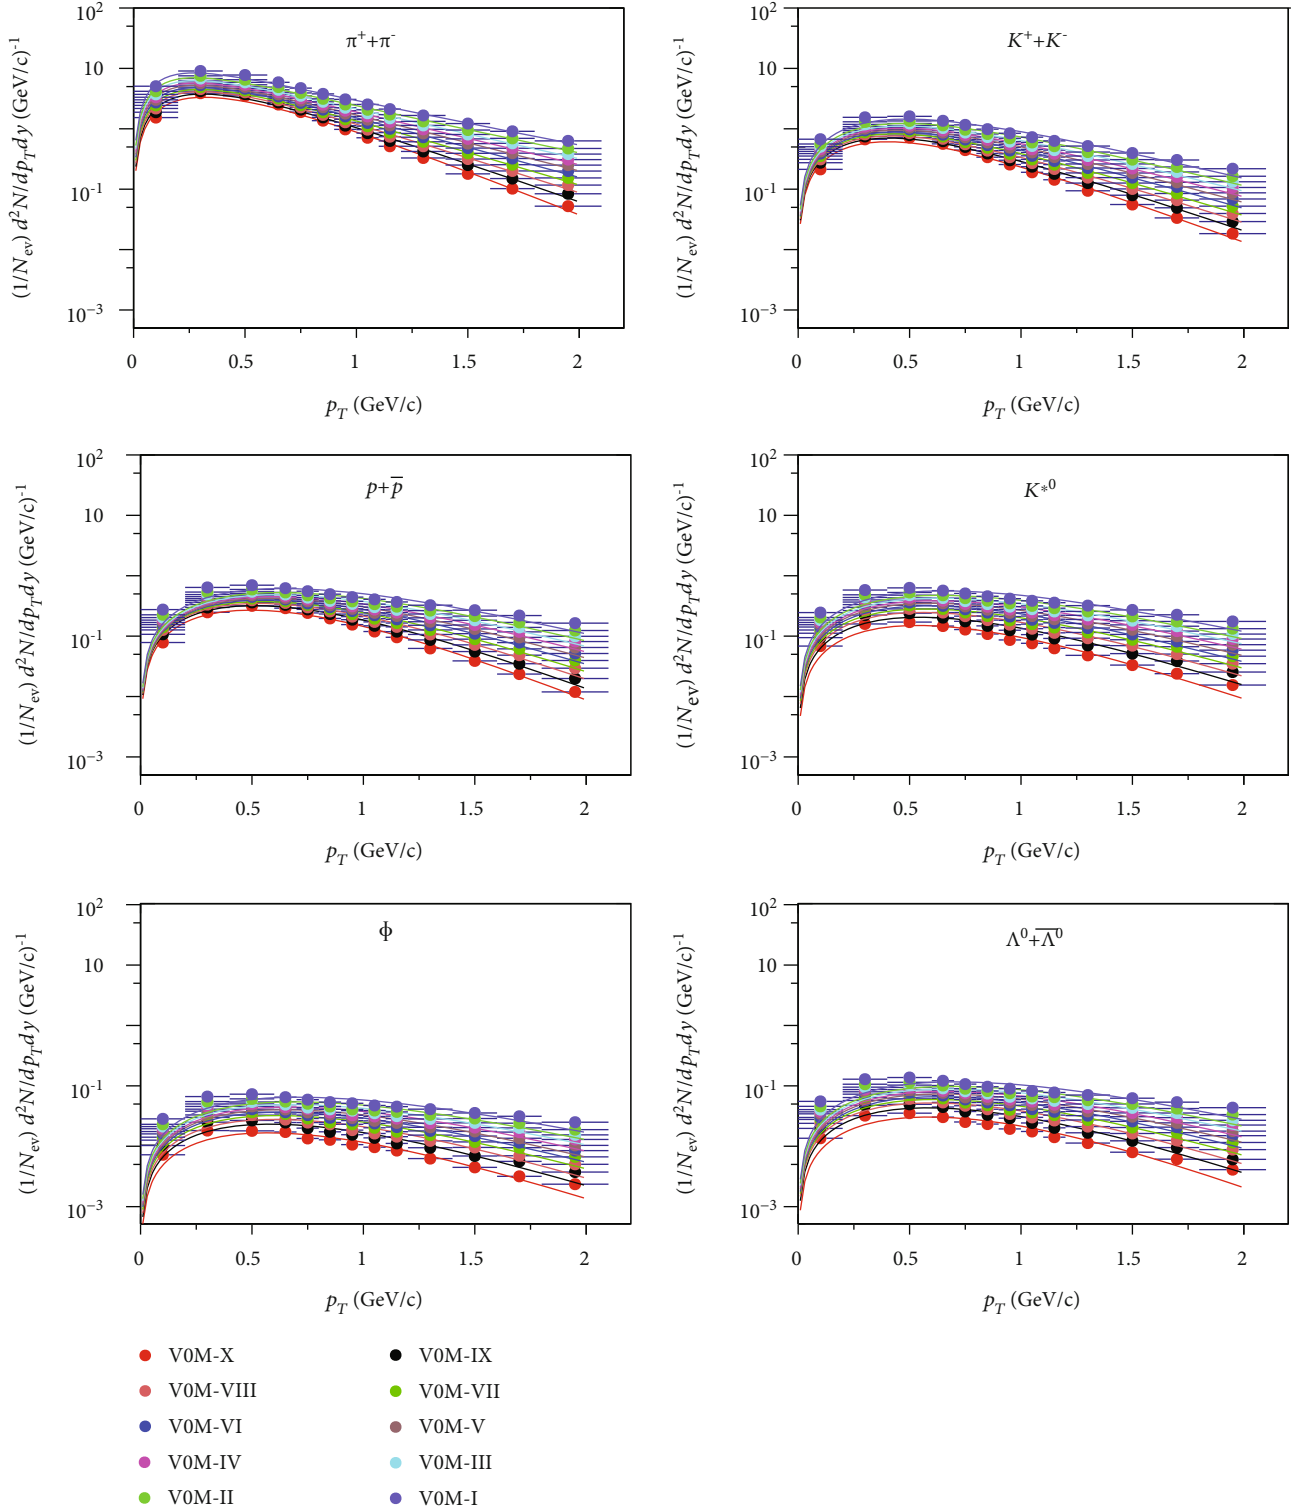 10² 10²
π⁺+π⁻ K⁺+K⁻
10 10
10⁻¹ 10⁻¹
10⁻³ 10⁻³
(1/N_ev) d²N/dp_T dy (GeV/c)⁻¹ (1/N_ev) d²N/dp_T dy (GeV/c)⁻¹
0 0.5 1 1.5 2 0 0.5 1 1.5 2
p_T (GeV/c) p_T (GeV/c)
10² 10²
p+p̅ K*⁰
10 10
10⁻¹ 10⁻¹
10⁻³ 10⁻³
(1/N_ev) d²N/dp_T dy (GeV/c)⁻¹ (1/N_ev) d²N/dp_T dy (GeV/c)⁻¹
0 0.5 1 1.5 2 0 0.5 1 1.5 2
p_T (GeV/c) p_T (GeV/c)
10² 10²
ϕ Λ⁰+Λ̅⁰
10 10
10⁻¹ 10⁻¹
10⁻³ 10⁻³
(1/N_ev) d²N/dp_T dy (GeV/c)⁻¹ (1/N_ev) d²N/dp_T dy (GeV/c)⁻¹
0 0.5 1 1.5 2 0 0.5 1 1.5 2
p_T (GeV/c) p_T (GeV/c)
V0M-X V0M-IX
V0M-VIII V0M-VII
V0M-VI V0M-V
V0M-IV V0M-III
V0M-II V0M-I